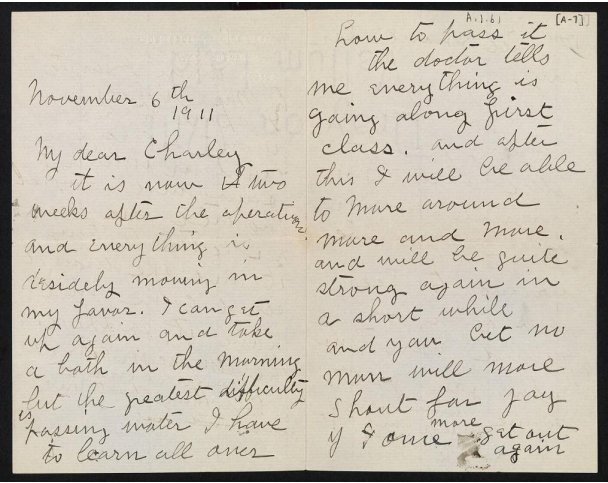 November 6th
1911
My dear Charley
it is now two
weeks after the operation
and everything is
desidely moving in
my favor. I can get
up again and take
a bath in the morning
but the greatest difficulty
is passing water I have
to learn all over
A.1.61
[A-7]
how to pass it
the doctor tells
me everything is
going along first
class. and after
this I will be able
to move around
more and more.
and will be quite
strong again in
a short while
and you bet no
man will more
shout for joy
if I once more get out
again